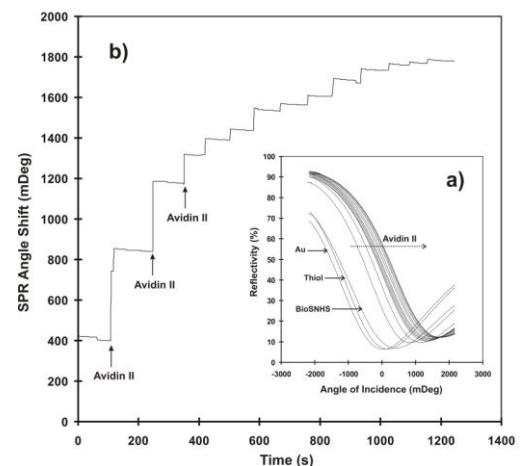 b)
SPR Angle Shift (mDeg)
2000
1800
1600
1400
1200
1000
800
600
400
200
0
0 200 400 600 800 1000 1200 1400
Time (s)
Avidin II
Avidin II
Avidin II
a)
Reflectivity (%)
100
90
80
70
60
50
40
30
20
10
0
-3000 -2000 -1000 0 1000 2000 3000
Angle of Incidence (mDeg)
Avidin II
Au
Thiol
BioSNHS